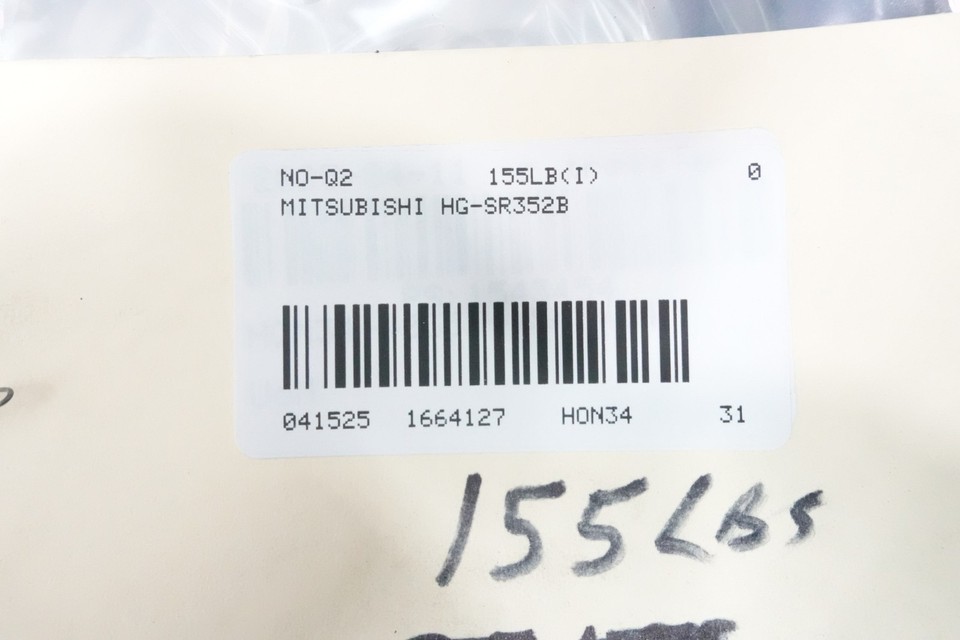 NO-Q2 155LB(I) 0
MITSUBISHI HG-SR352B
041525 1664127 HON34 31
155LBS